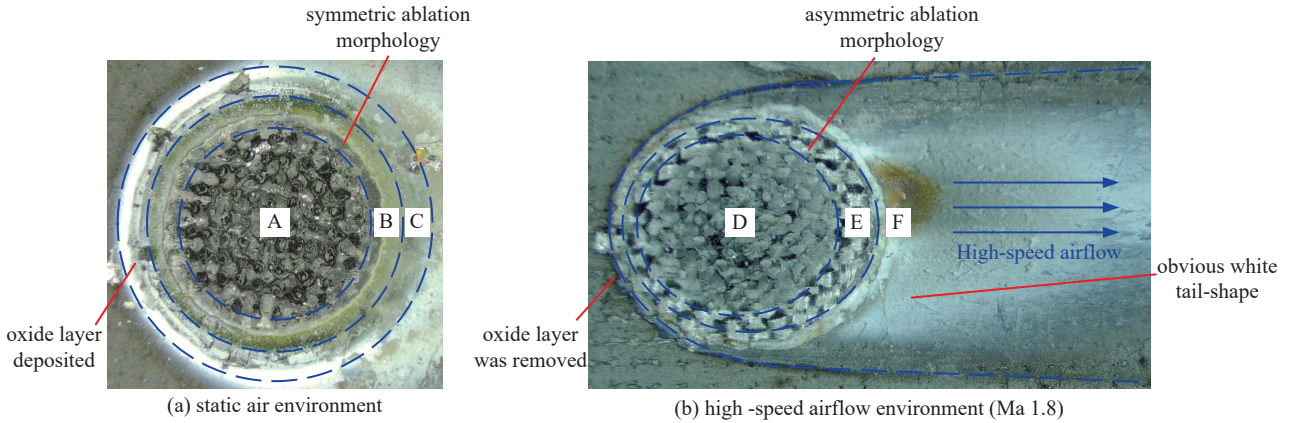 symmetric ablation
morphology
A
B
C
oxide layer
deposited
(a) static air environment
asymmetric ablation
morphology
D
E
F
High-speed airflow
obvious white
tail-shape
oxide layer
was removed
(b) high -speed airflow environment (Ma 1.8)